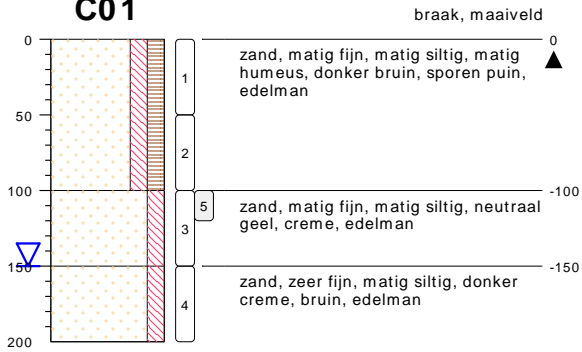 C01
braak, maaiveld
0
0
zand, matig fijn, matig siltig, matig
humeus, donker bruin, sporen puin,
edelman
1
50
2
100
-100
5
zand, matig fijn, matig siltig, neutraal
geel, creme, edelman
3
150
-150
zand, zeer fijn, matig siltig, donker
creme, bruin, edelman
4
200